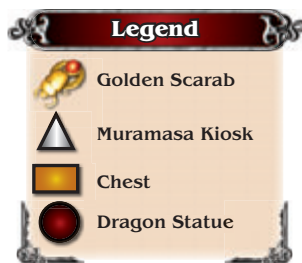 Legend
Golden Scarab
Muramasa Kiosk
Chest
Dragon Statue